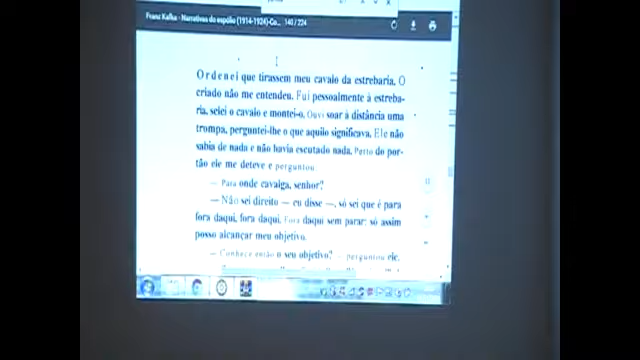 Franz Kafka - Narrativas do espólio (1914-1924)-Co... 140 / 224
Ordenei que tirassem meu cavalo da estrebaria. O
criado não me entendeu. Fui pessoalmente à estreba-
ria, selei o cavalo e montei-o. Ouvi soar à distância uma
trompa, perguntei-lhe o que aquilo significava. Ele não
sabia de nada e não havia escutado nada. Perto do por-
tão ele me deteve e perguntou
— Para onde cavalga, senhor?
— Não sei direito — eu disse —, só sei que é para
fora daqui, fora daqui. Fora daqui sem parar: só assim
posso alcançar meu objetivo.
— Conhece então o seu objetivo? — perguntou ele.